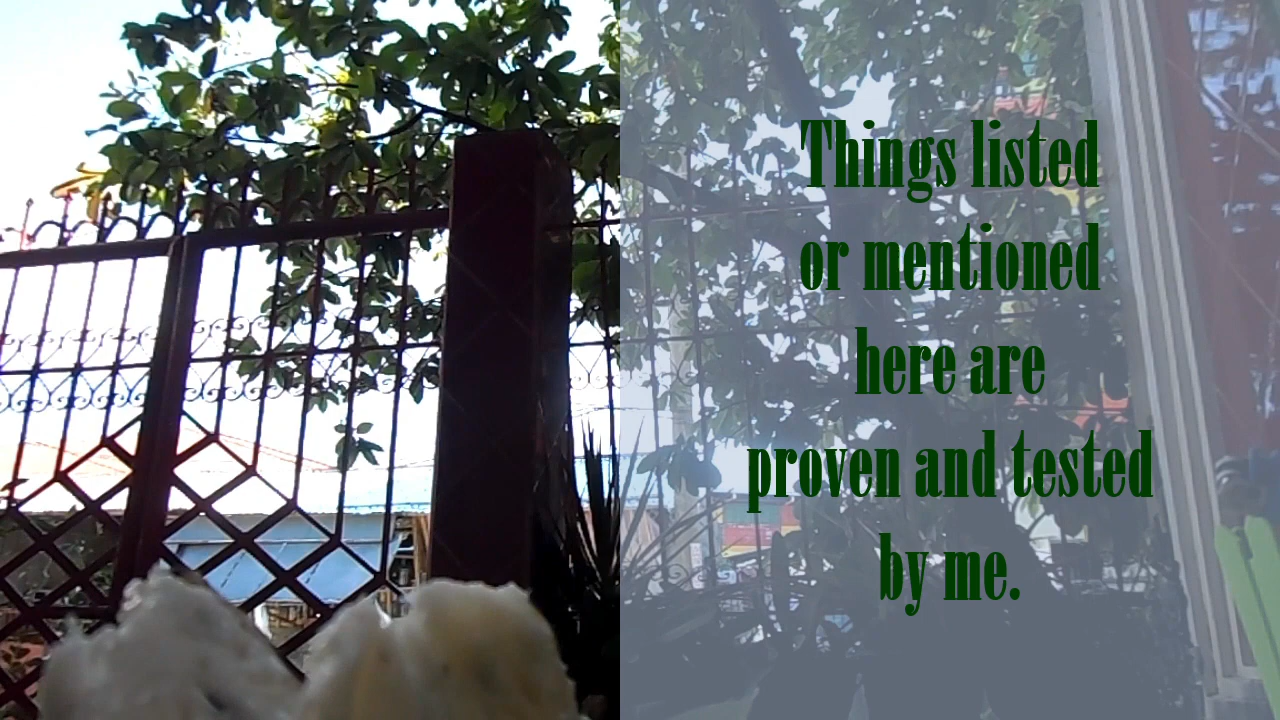 Things listed
or mentioned
here are
proven and tested
by me.